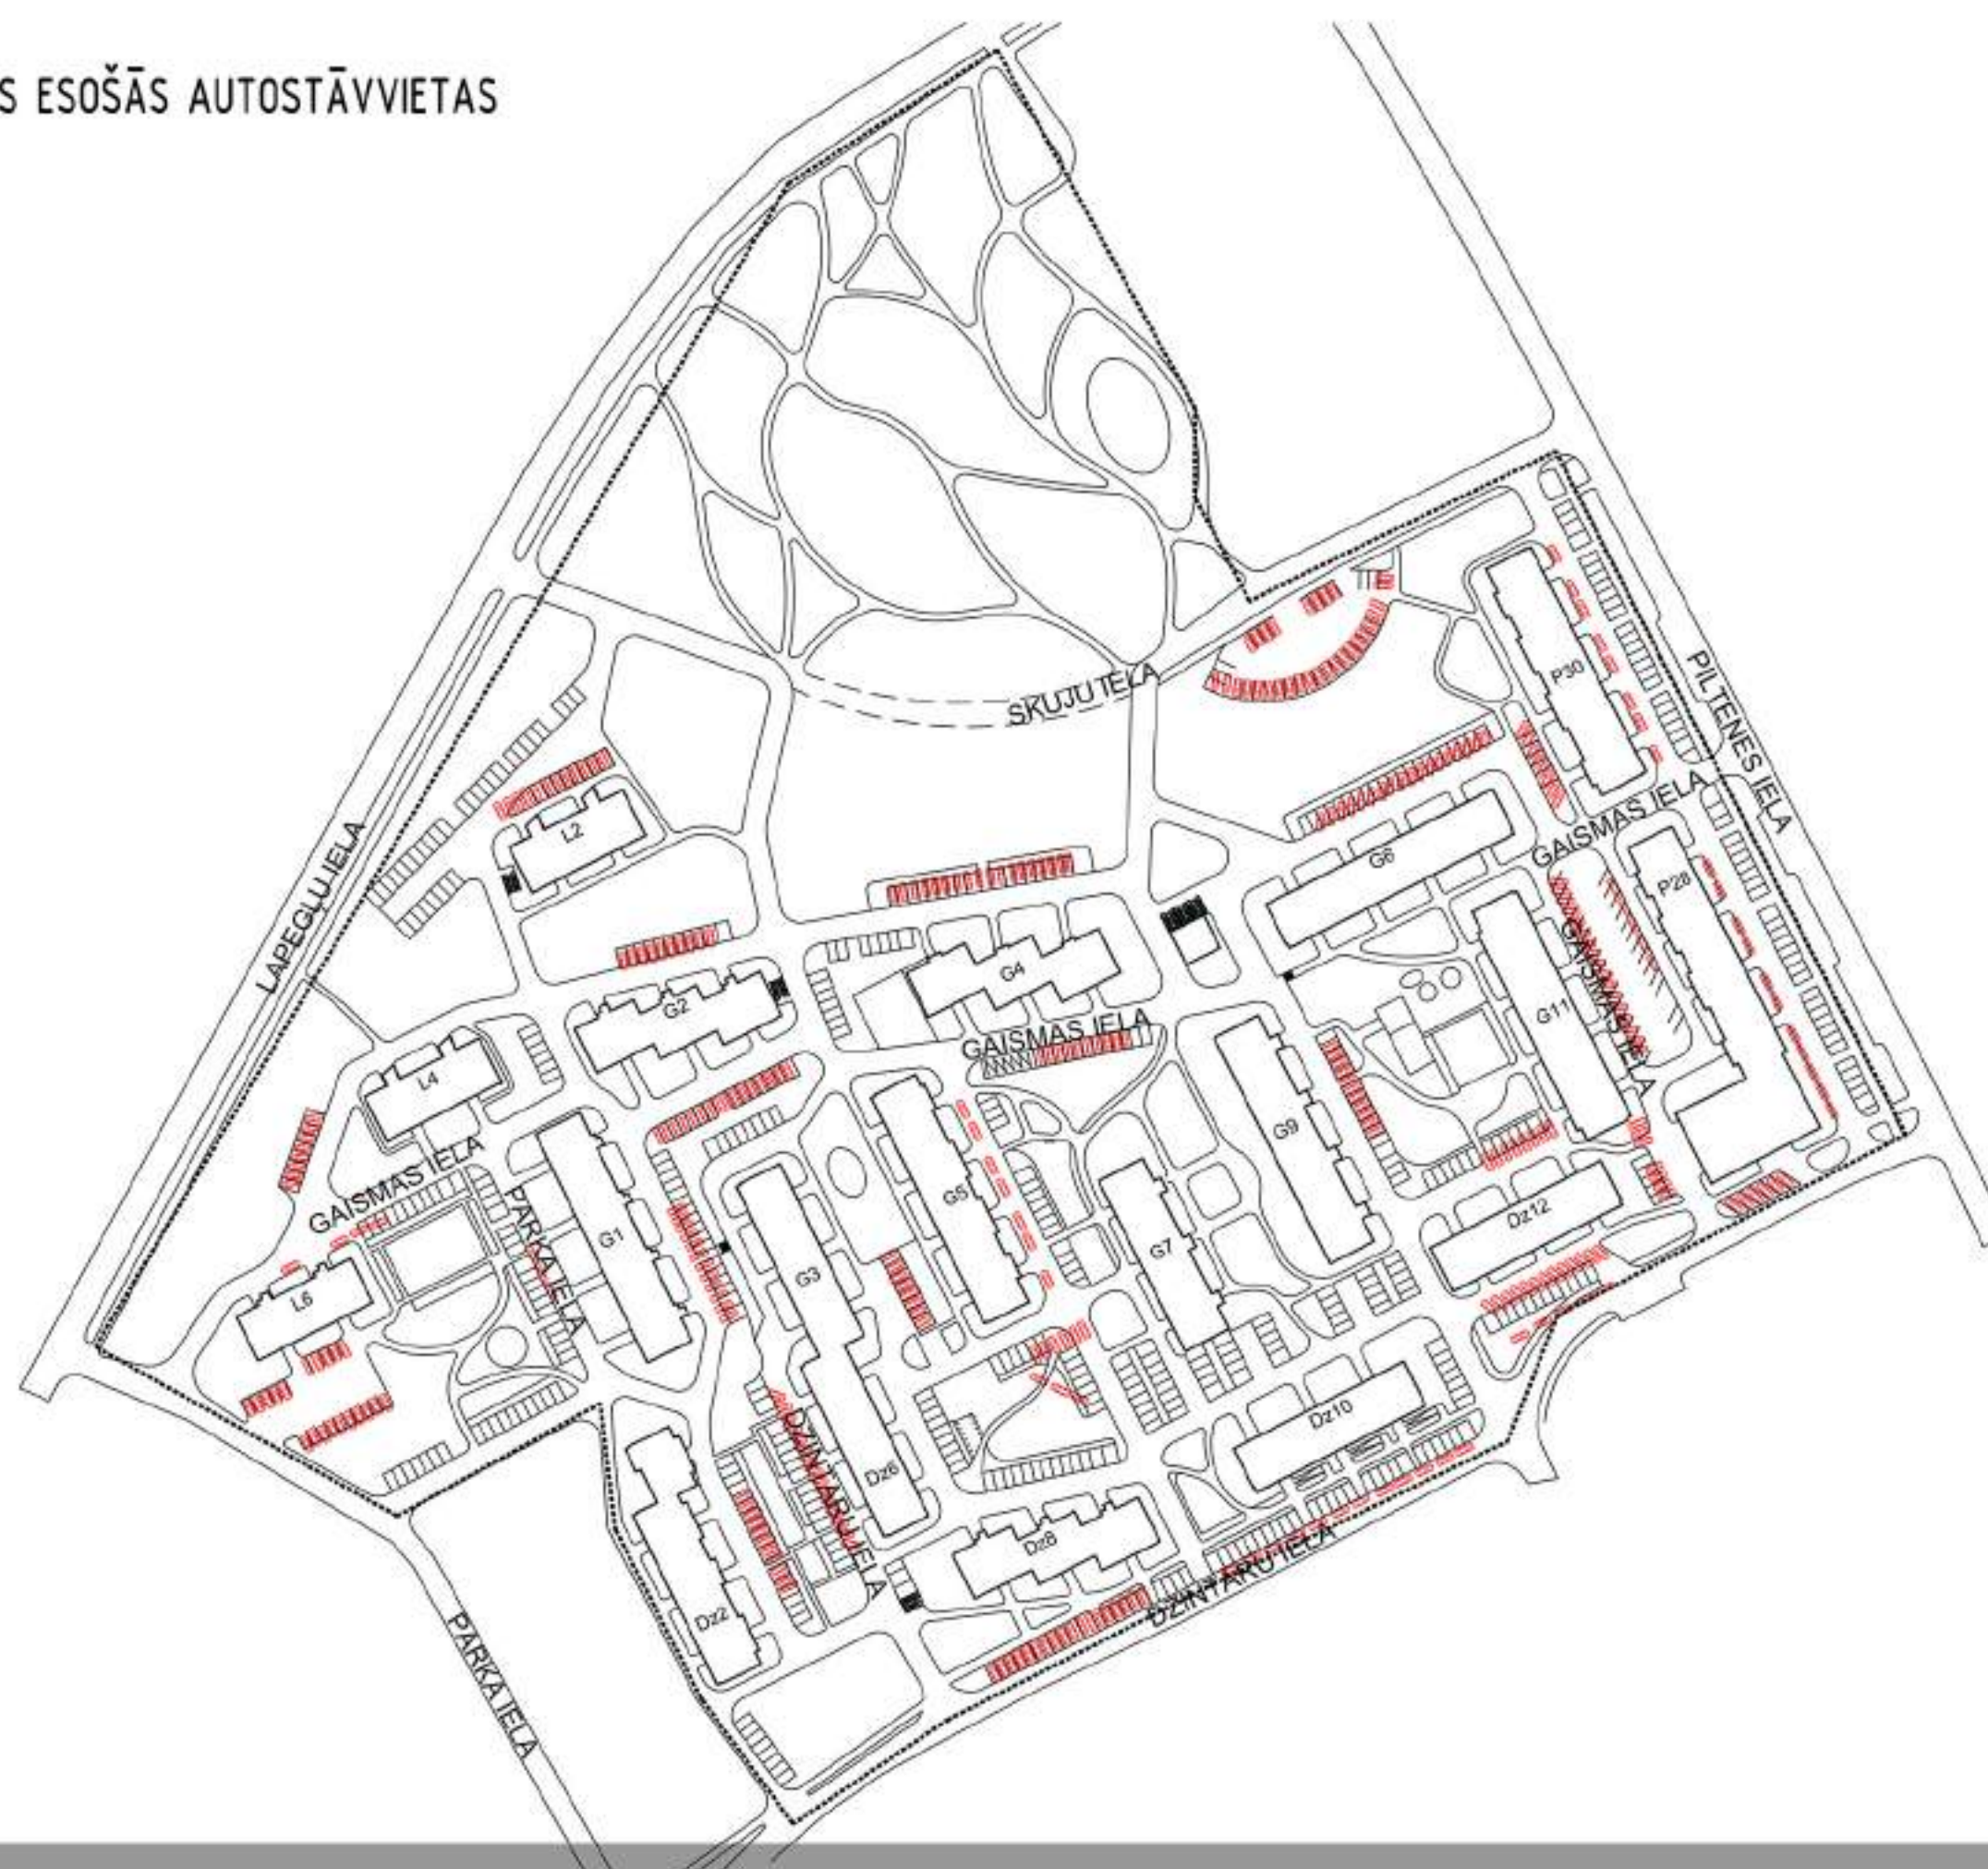 S ESOŠĀS AUTOSTĀVVIETAS
SKUJU IELA
P30
PILTENES IELA
L2
GAISMAS IELA
G6
P28
LAPEGĻU IELA
G4
G2
GAISMAS IELA
G11
GAISMAS IELA
L4
G9
GAISMAS IELA
G5
PARKA IELA
G1
Dz12
G7
G3
L6
Dz10
DZINTARU IELA
Dz6
Dz8
DZINTARU IELA
Dz2
PARKA IELA